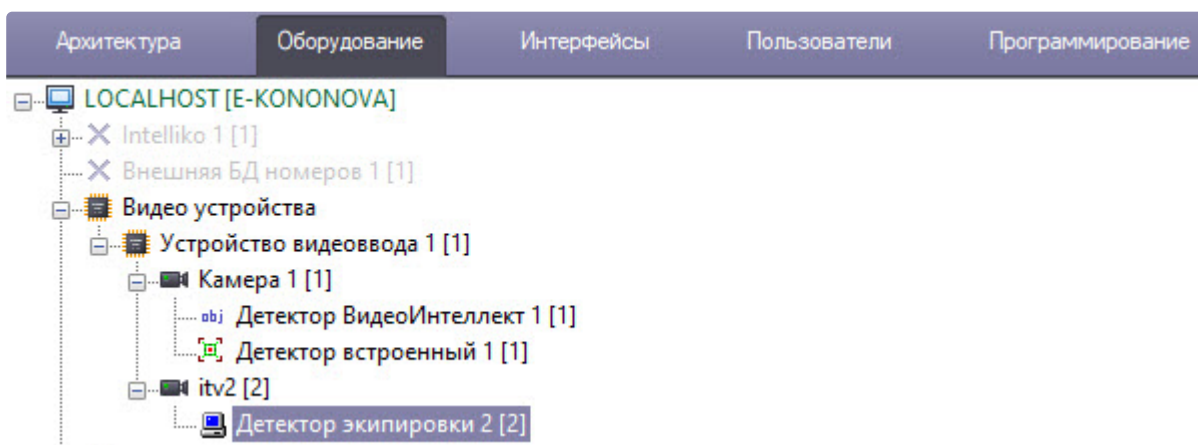 Архитектура Оборудование Интерфейсы Пользователи Программирование
LOCALHOST [E-KONONOVA]
Intelliko 1 [1]
Внешняя БД номеров 1 [1]
Видео устройства
Устройство видеоввода 1 [1]
Камера 1 [1]
obj Детектор ВидеоИнтеллект 1 [1]
Детектор встроенный 1 [1]
itv2 [2]
Детектор экипировки 2 [2]